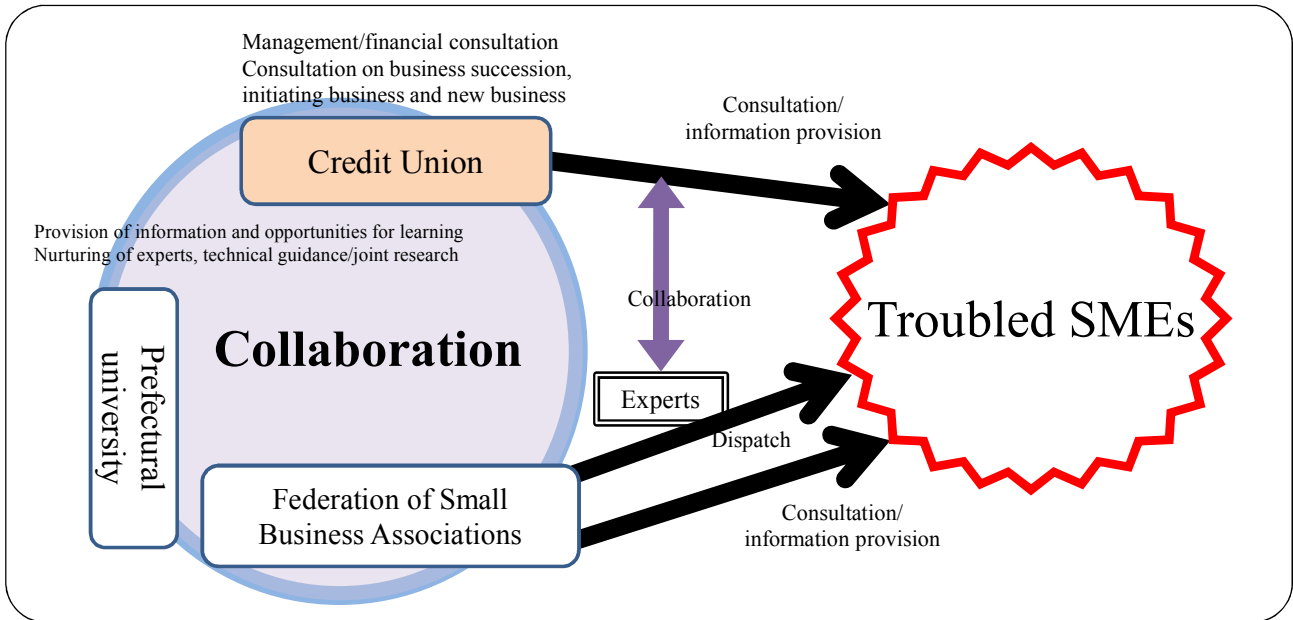 Management/financial consultation
Consultation on business succession,
initiating business and new business
Credit Union
Consultation/
information provision
Provision of information and opportunities for learning
Nurturing of experts, technical guidance/joint research
Collaboration
Prefectural
university
Collaboration
Troubled SMEs
Experts
Dispatch
Federation of Small
Business Associations
Consultation/
information provision